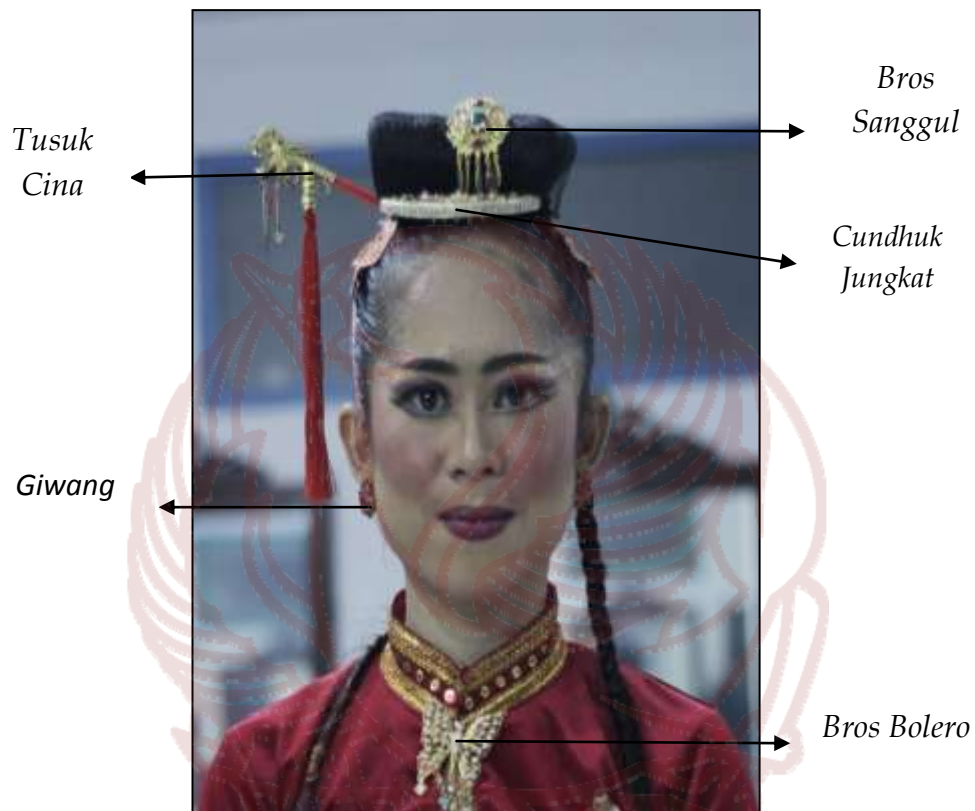 Bros
Sanggul
Tusuk
Cina
Cundhuk
Jungkat
Giwang
Bros Bolero